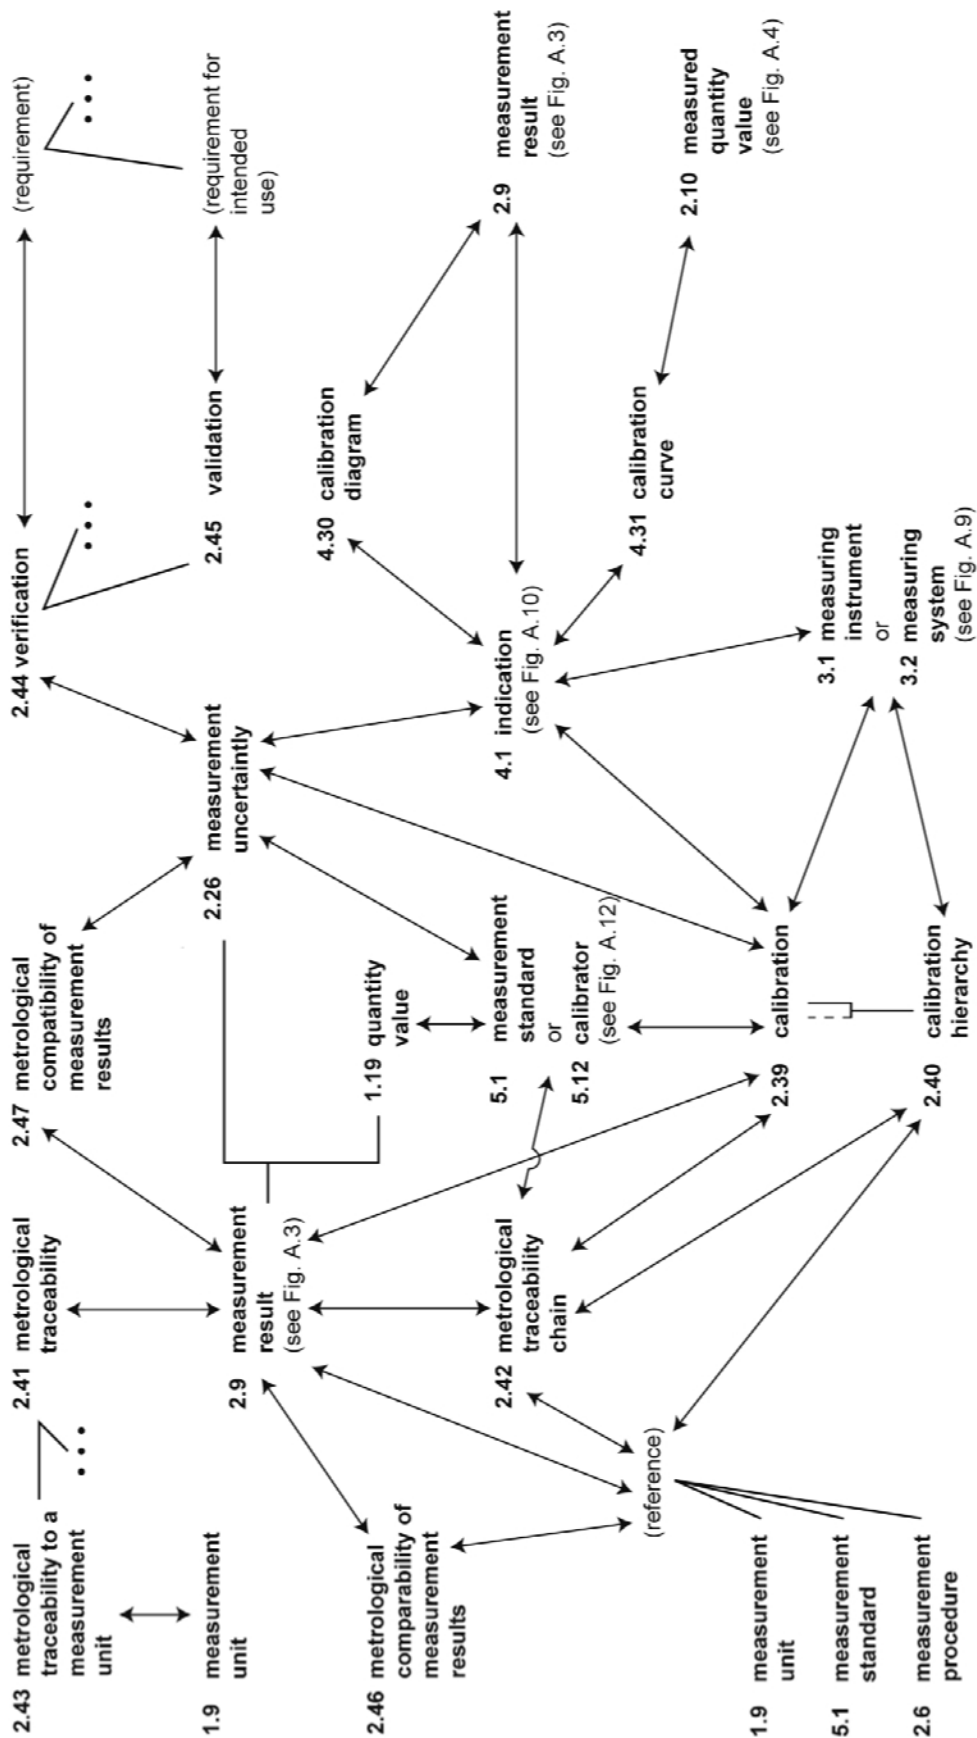 2.43 metrological
traceability to a
measurement
unit
1.9 measurement
unit
2.46 metrological
comparability of
measurement
results
1.9 measurement
unit
5.1 measurement
standard
2.6 measurement
procedure
(reference)
2.41 metrological
traceability
2.9 measurement
result
(see Fig. A.3)
2.42 metrological
traceability
chain
2.47 metrological
compatibility of
measurement
results
1.19 quantity
value
5.1 measurement
standard
or
5.12 calibrator
(see Fig. A.12)
2.39 calibration
2.40 calibration
hierarchy
2.26 measurement
uncertaintly
2.44 verification
2.45 validation
4.1 indication
(see Fig. A.10)
3.1 measuring
instrument
or
3.2 measuring
system
(see Fig. A.9)
4.30 calibration
diagram
4.31 calibration
curve
(requirement)
(requirement for
intended
use)
2.9 measurement
result
(see Fig. A.3)
2.10 measured
quantity
value
(see Fig. A.4)